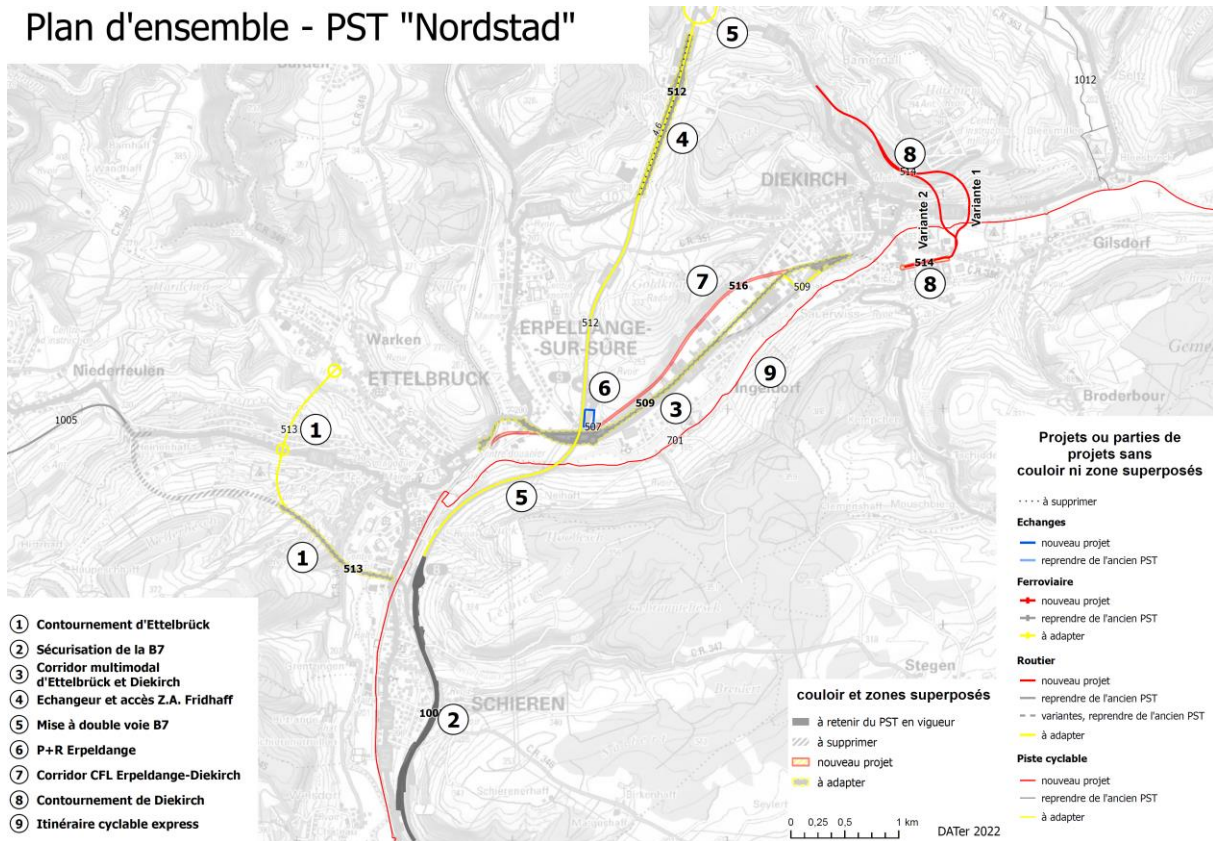 Plan d'ensemble - PST "Nordstad"
5
512
4,6
4
1012
8
514
DIEKIRCH
Variante 2
Variante 1
Gilsdorf
514
8
7
516
509
512
ERPELDANGE-
SUR-SÛRE
Warken
ETTELBRUCK
Niederfeulen
1005
513
1
6
507
509
3
Ingeldorf
9
701
Broderbour
5
1
513
100
2
SCHIEREN
C.R. 347
Stegen
1 Contournement d'Ettelbrück
2 Sécurisation de la B7
3 Corridor multimodal
d'Ettelbrück et Diekirch
4 Echangeur et accès Z.A. Fridhaff
5 Mise à double voie B7
6 P+R Erpeldange
7 Corridor CFL Erpeldange-Diekirch
8 Contournement de Diekirch
9 Itinéraire cyclable express
couloir et zones superposés
à retenir du PST en vigueur
à supprimer
nouveau projet
à adapter
0 0,25 0,5 1 km
DATer 2022
Projets ou parties de
projets sans
couloir ni zone superposés
à supprimer
Echanges
nouveau projet
reprendre de l'ancien PST
Ferroviaire
nouveau projet
reprendre de l'ancien PST
à adapter
Routier
nouveau projet
reprendre de l'ancien PST
variantes, reprendre de l'ancien PST
à adapter
Piste cyclable
nouveau projet
reprendre de l'ancien PST
à adapter